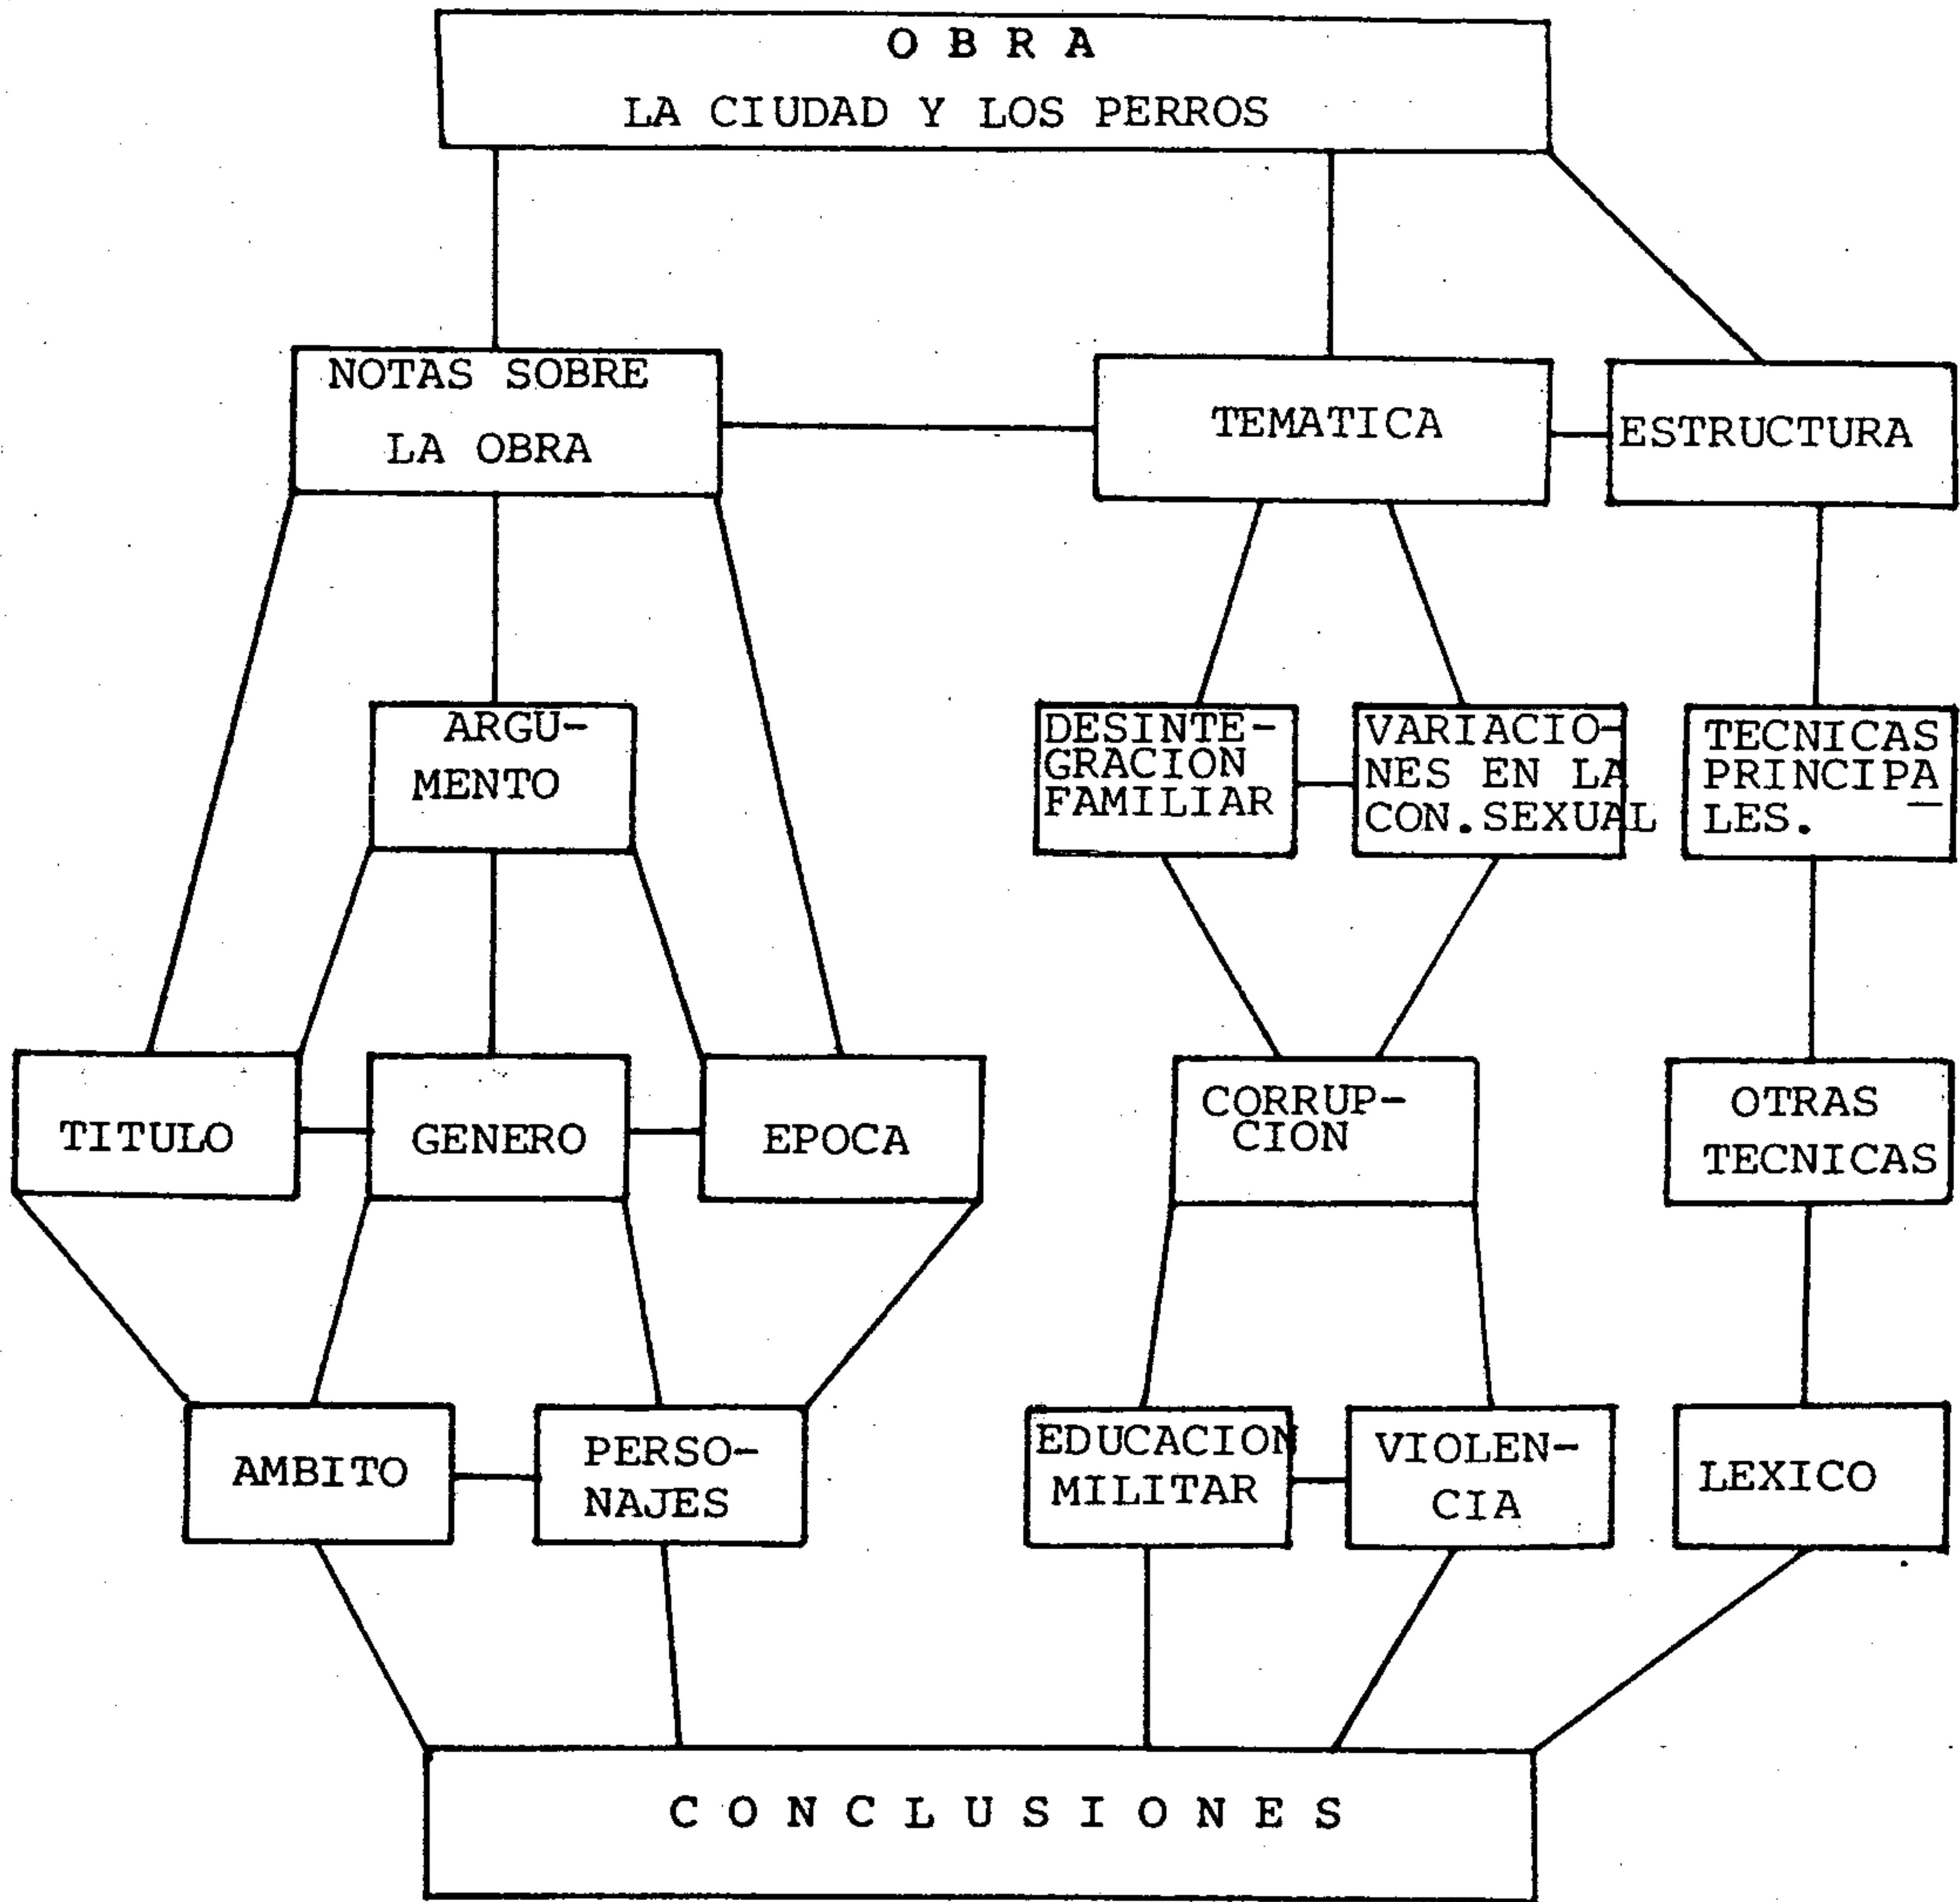 O B R A
LA CIUDAD Y LOS PERROS
NOTAS SOBRE
LA OBRA
TEMATICA
ESTRUCTURA
ARGU-
MENTO
DESINTE-
GRACION
FAMILIAR
VARIACIO-
NES EN LA
CON.SEXUAL
TECNICAS
PRINCIPA
LES.
TITULO
GENERO
EPOCA
CORRUP-
CION
OTRAS
TECNICAS
AMBITO
PERSO-
NAJES
EDUCACION
MILITAR
VIOLEN-
CIA
LEXICO
C O N C L U S I O N E S